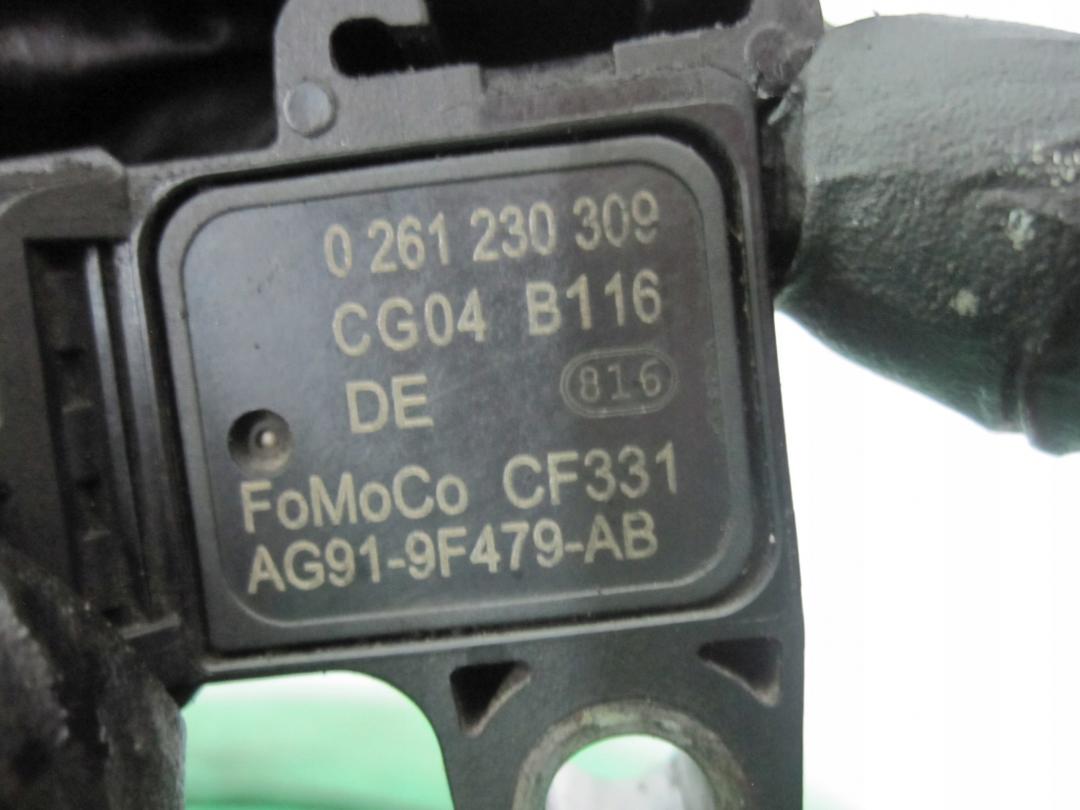 0 261 230 309
CG04 B116
DE 816
FoMoCo CF331
AG91-9F479-AB